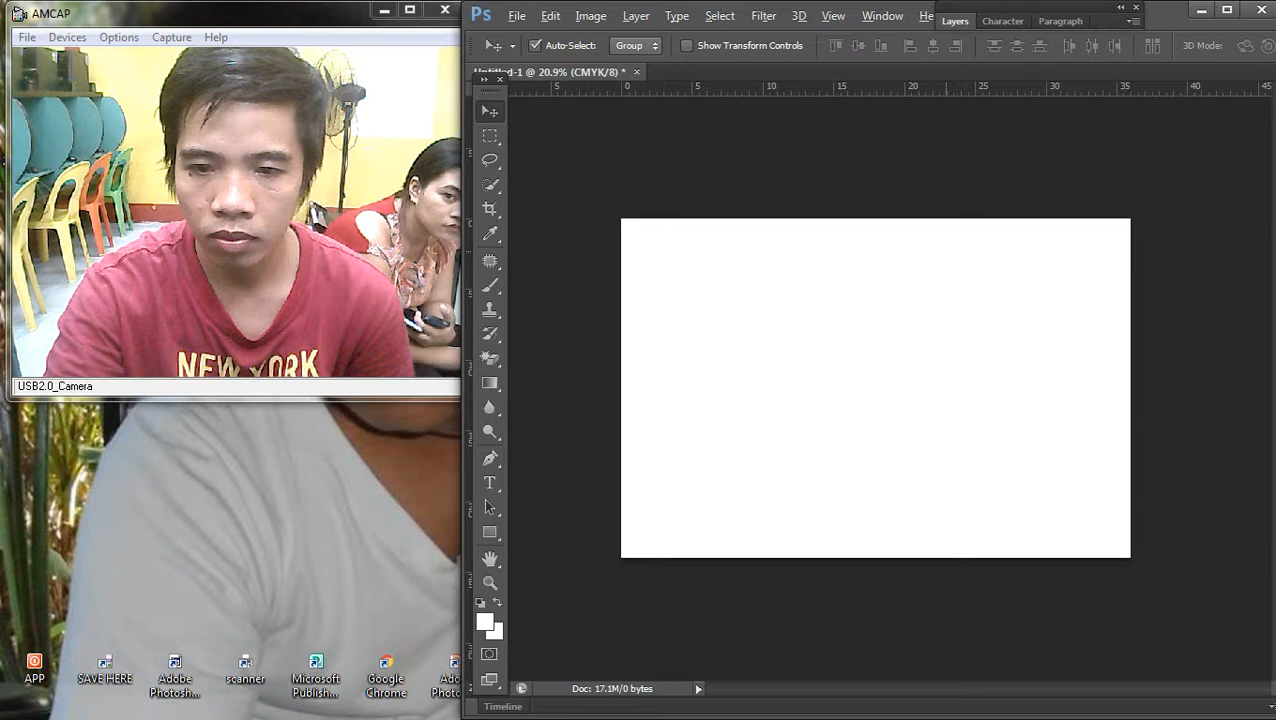 AMCAP
File Devices Options Capture Help
NEW YORK
USB2.0_Camera
APP
SAVE HERE
Adobe Photosh...
scanner
Microsoft Publish...
Google Chrome
Ps File Edit Image Layer Type Select Filter 3D View Window He
Layers Character Paragraph
Auto-Select: Group Show Transform Controls 3D Mode:
Untitled-1 @ 20.9% (CMYK/8) *
5 0 5 10 15 20 25 30 35 40 45
T
Doc: 17.1M/0 bytes
Timeline